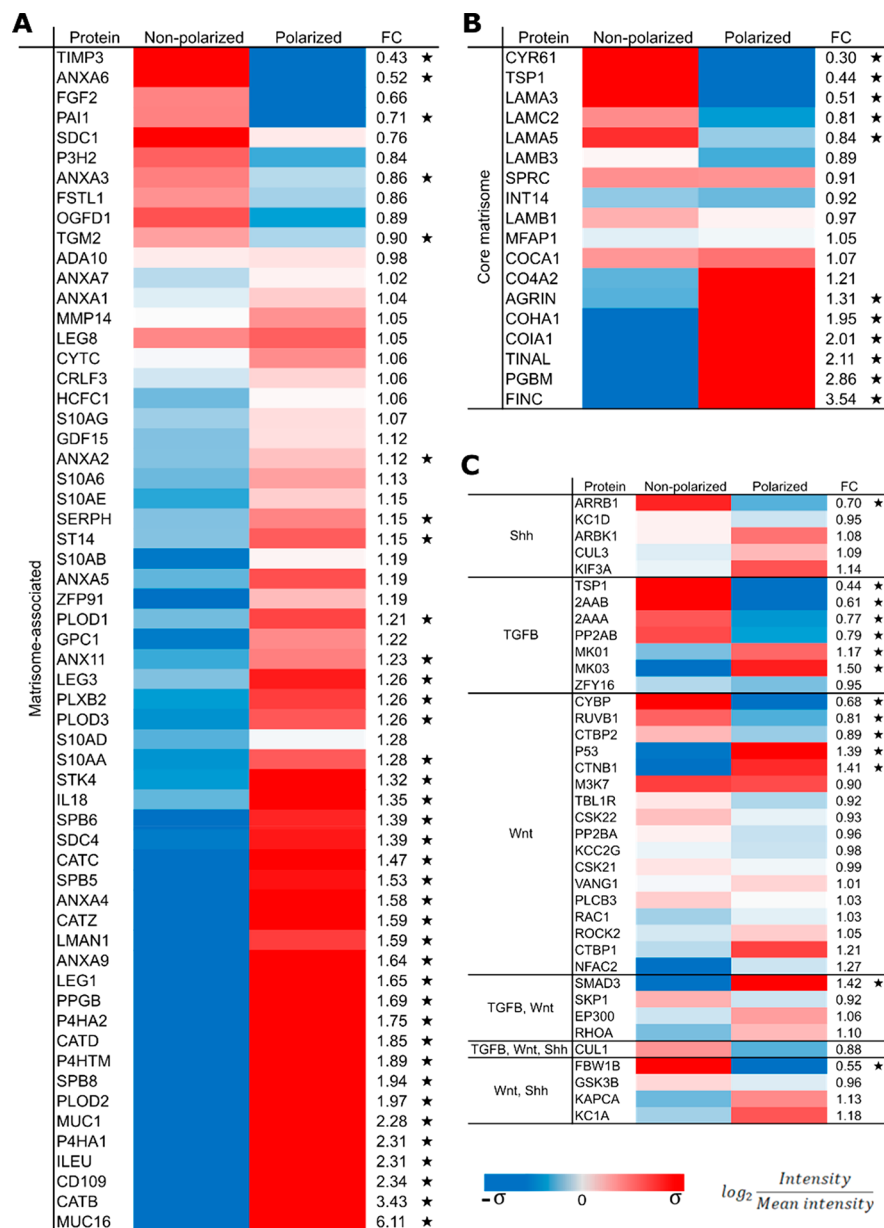 A
Protein Non-polarized Polarized FC
Matrisome-associated
TIMP3 0.43 ★
ANXA6 0.52 ★
FGF2 0.66
PAI1 0.71 ★
SDC1 0.76
P3H2 0.84
ANXA3 0.86 ★
FSTL1 0.86
OGFD1 0.89
TGM2 0.90 ★
ADA10 0.98
ANXA7 1.02
ANXA1 1.04
MMP14 1.05
LEG8 1.05
CYTC 1.06
CRLF3 1.06
HCFC1 1.06
S10AG 1.07
GDF15 1.12
ANXA2 1.12 ★
S10A6 1.13
S10AE 1.15
SERPH 1.15 ★
ST14 1.15 ★
S10AB 1.19
ANXA5 1.19
ZFP91 1.19
PLOD1 1.21 ★
GPC1 1.22
ANX11 1.23 ★
LEG3 1.26 ★
PLXB2 1.26 ★
PLOD3 1.26 ★
S10AD 1.28
S10AA 1.28 ★
STK4 1.32 ★
IL18 1.35 ★
SPB6 1.39 ★
SDC4 1.39 ★
CATC 1.47 ★
SPB5 1.53 ★
ANXA4 1.58 ★
CATZ 1.59 ★
LMAN1 1.59 ★
ANXA9 1.64 ★
LEG1 1.65 ★
PPGB 1.69 ★
P4HA2 1.75 ★
CATD 1.85 ★
P4HTM 1.89 ★
SPB8 1.94 ★
PLOD2 1.97 ★
MUC1 2.28 ★
P4HA1 2.31 ★
ILEU 2.31 ★
CD109 2.34 ★
CATB 3.43 ★
MUC16 6.11 ★
B
Protein Non-polarized Polarized FC
Core matrisome
CYR61 0.30 ★
TSP1 0.44 ★
LAMA3 0.51 ★
LAMC2 0.81 ★
LAMA5 0.84 ★
LAMB3 0.89
SPRC 0.91
INT14 0.92
LAMB1 0.97
MFAP1 1.05
COCA1 1.07
CO4A2 1.21
AGRIN 1.31 ★
COHA1 1.95 ★
COIA1 2.01 ★
TINAL 2.11 ★
PGBM 2.86 ★
FINC 3.54 ★
C
Protein Non-polarized Polarized FC
Shh
ARRB1 0.70 ★
KC1D 0.95
ARBK1 1.08
CUL3 1.09
KIF3A 1.14
TGFB
TSP1 0.44 ★
2AAB 0.61 ★
2AAA 0.77 ★
PP2AB 0.79 ★
MK01 1.17 ★
MK03 1.50 ★
ZFY16 0.95
Wnt
CYBP 0.68 ★
RUVB1 0.81 ★
CTBP2 0.89 ★
P53 1.39 ★
CTNB1 1.41 ★
M3K7 0.90
TBL1R 0.92
CSK22 0.93
PP2BA 0.96
KCC2G 0.98
CSK21 0.99
VANG1 1.01
PLCB3 1.03
RAC1 1.03
ROCK2 1.05
CTBP1 1.21
NFAC2 1.27
TGFB, Wnt
SMAD3 1.42 ★
SKP1 0.92
EP300 1.06
RHOA 1.10
TGFB, Wnt, Shh CUL1 0.88
Wnt, Shh
FBW1B 0.55 ★
GSK3B 0.96
KAPCA 1.13
KC1A 1.18
−σ 0 σ
log₂ Intensity / Mean intensity